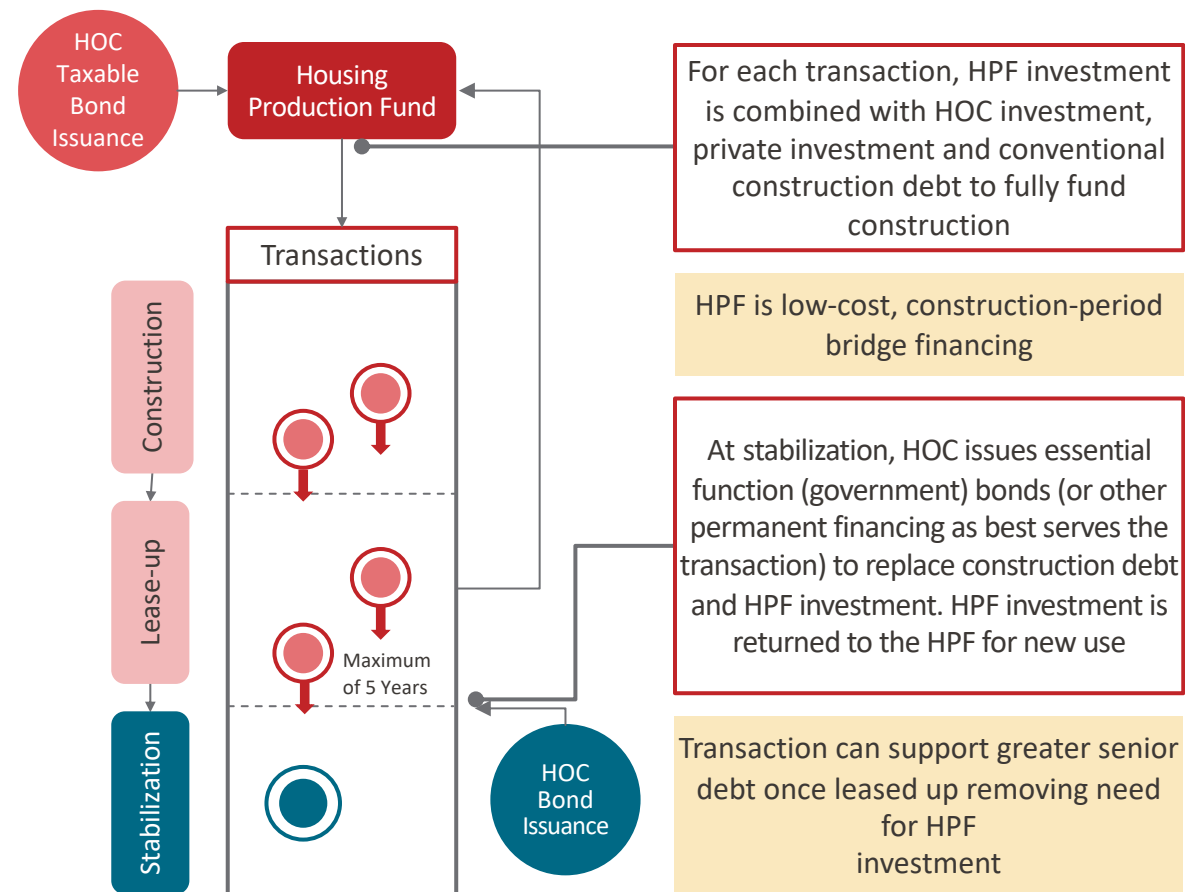 HOC
Taxable
Bond
Issuance
Housing
Production Fund
For each transaction, HPF investment
is combined with HOC investment,
private investment and conventional
construction debt to fully fund
construction
Transactions
HPF is low-cost, construction-period
bridge financing
Construction
Lease-up
Stabilization
Maximum
of 5 Years
At stabilization, HOC issues essential
function (government) bonds (or other
permanent financing as best serves the
transaction) to replace construction debt
and HPF investment. HPF investment is
returned to the HPF for new use
HOC
Bond
Issuance
Transaction can support greater senior
debt once leased up removing need
for HPF
investment